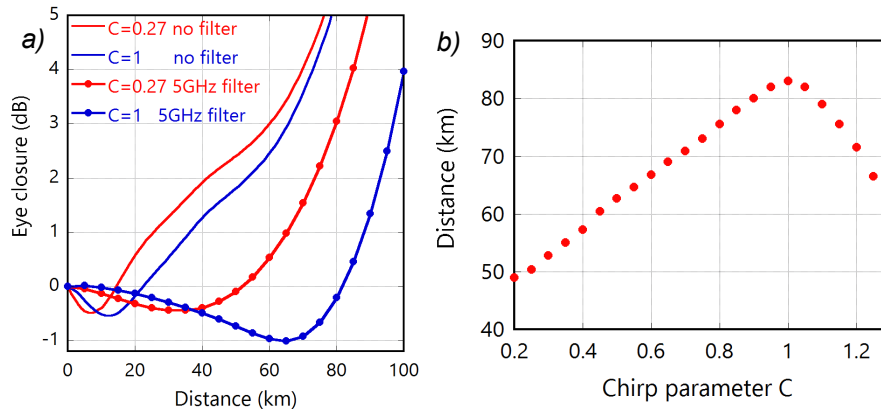 a)
C=0.27 no filter
C=1 no filter
C=0.27 5GHz filter
C=1 5GHz filter
Eye closure (dB)
5
4
3
2
1
0
-1
0 20 40 60 80 100
Distance (km)
b)
Distance (km)
90
80
70
60
50
40
0.2 0.4 0.6 0.8 1 1.2
Chirp parameter C